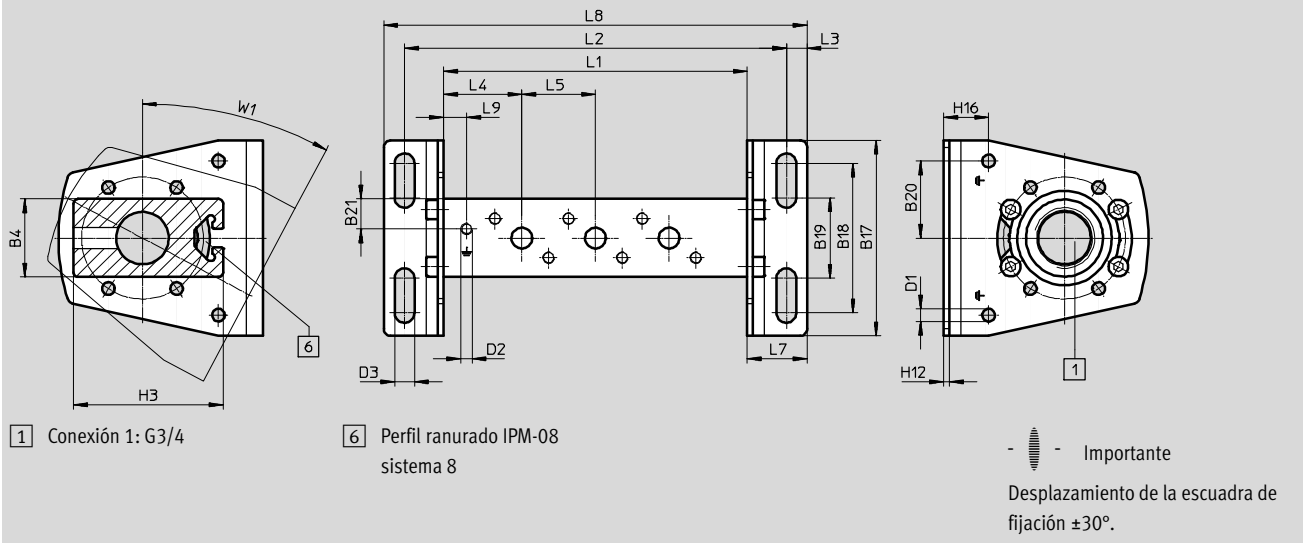 L8
L2
L3
L1
L4
L5
L9
W1
H16
B4
B21
B19
B18
B17
B20
D1
6
D2
D3
L7
H12
1
H3
1 Conexión 1: G3/4
6 Perfil ranurado IPM-08
sistema 8
- - Importante
Desplazamiento de la escuadra de
fijación ±30°.